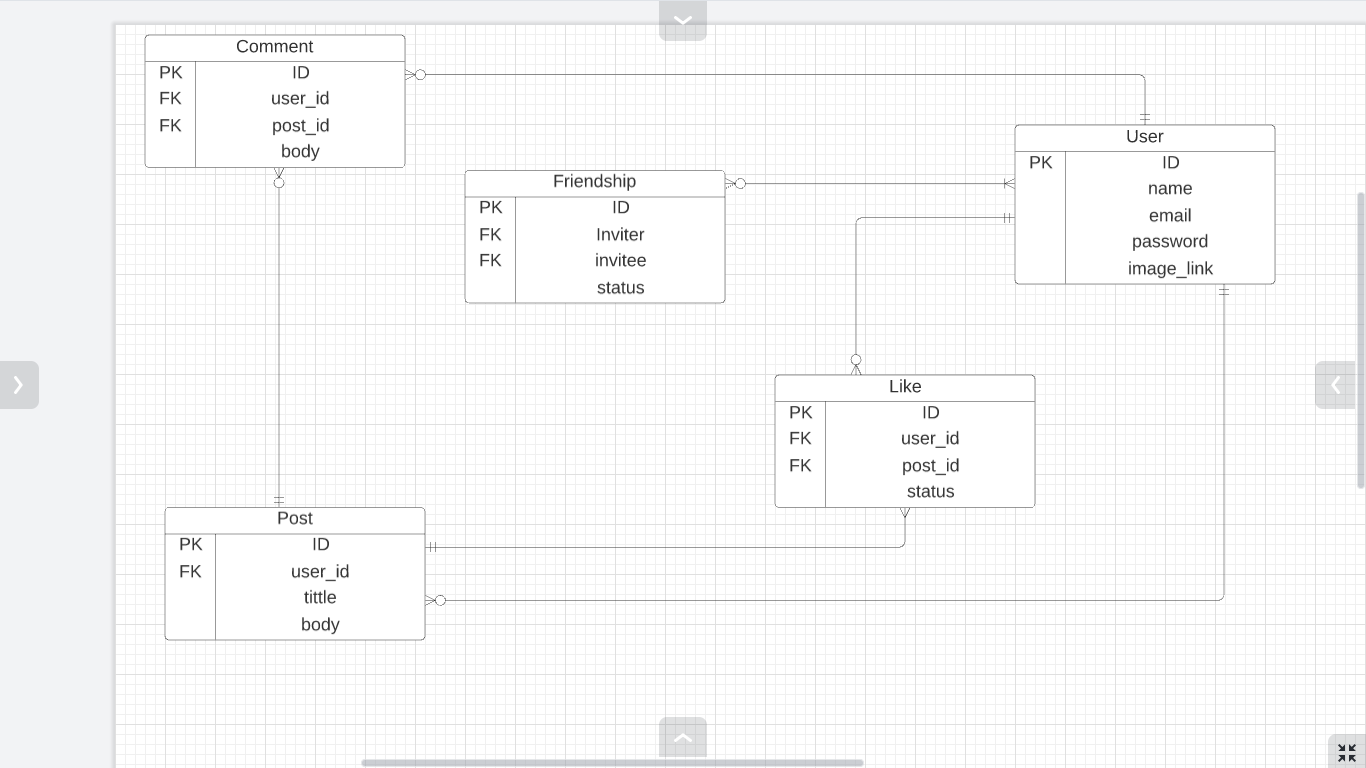 Comment
PK ID
FK user_id
FK post_id
body
User
PK ID
name
email
password
image_link
Friendship
PK ID
FK Inviter
FK invitee
status
Like
PK ID
FK user_id
FK post_id
status
Post
PK ID
FK user_id
tittle
body